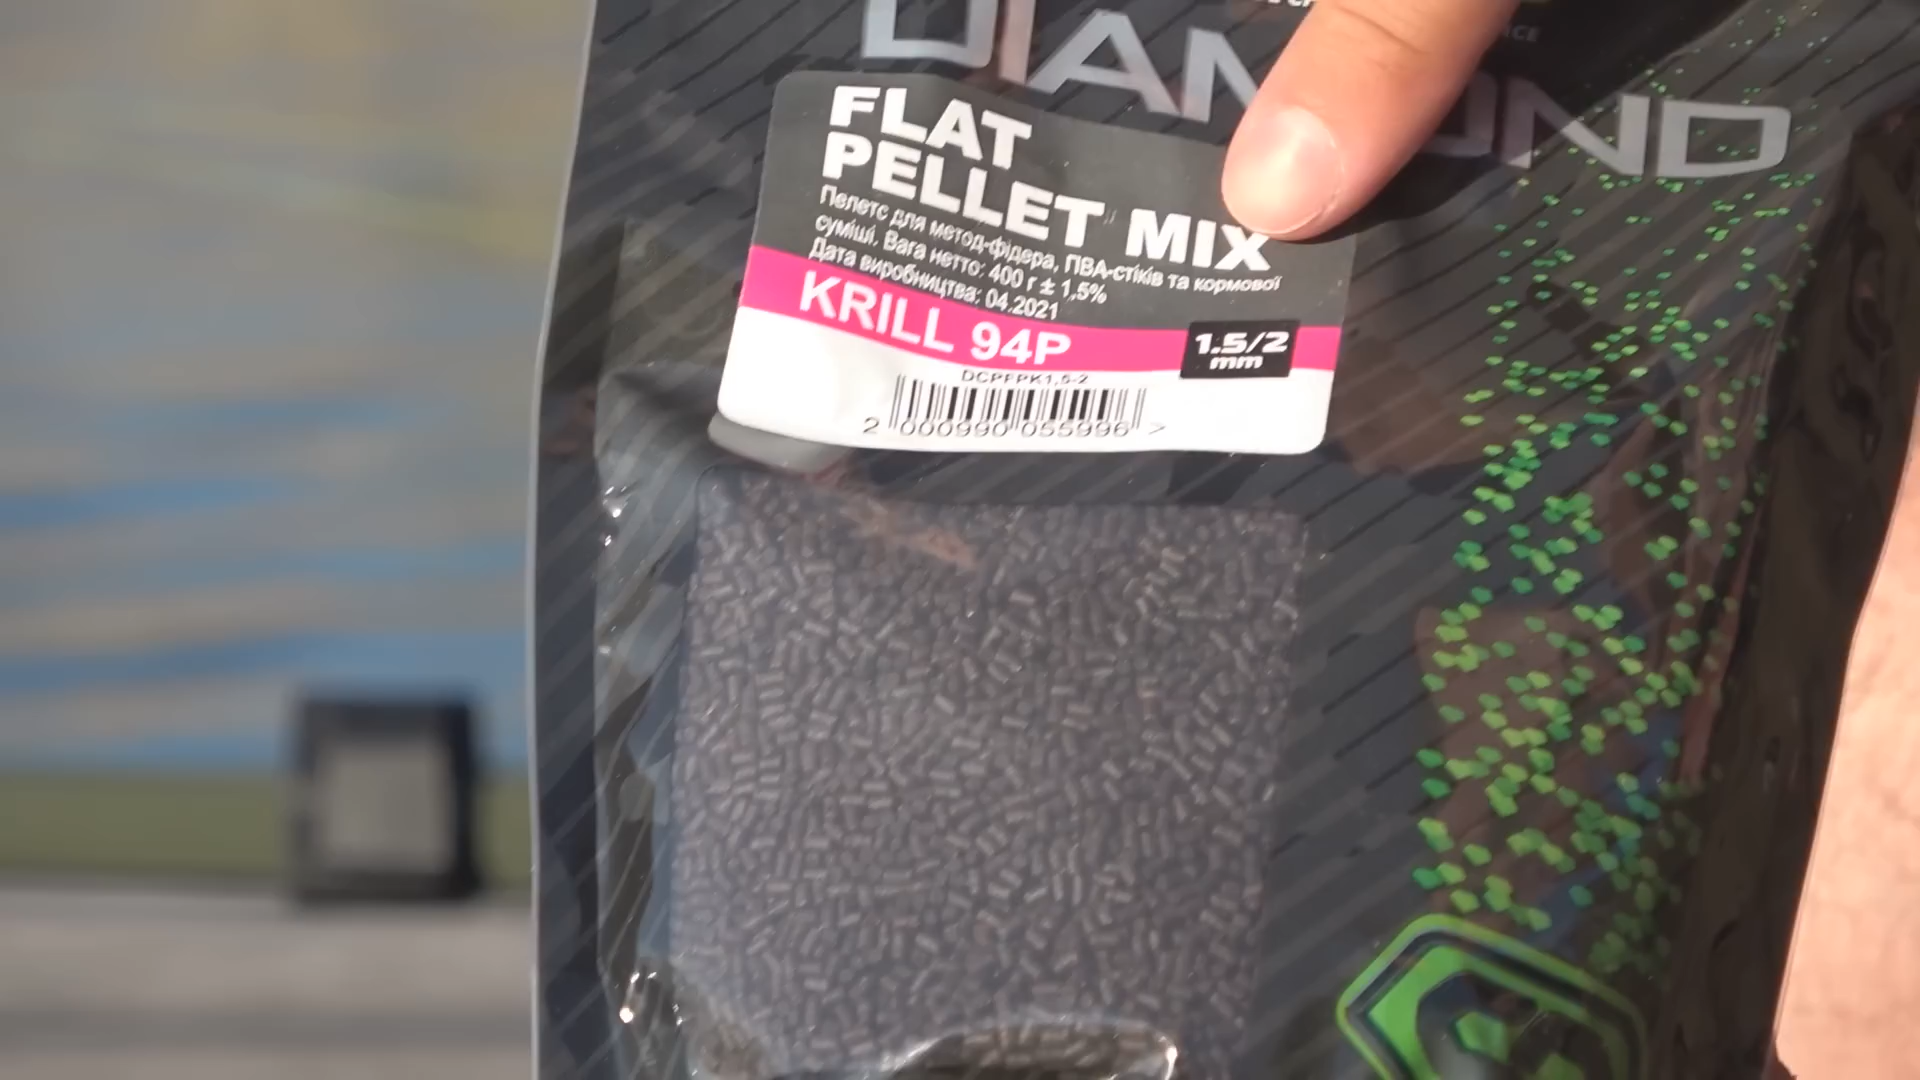 DIAMOND
FLAT
PELLET MIX
Пелетс для метод-фідера, ПВА-стіків та кормової
суміші. Вага нетто: 400 г ± 1,5%
Дата виробництва: 04.2021
KRILL 94P
1.5/2
mm
DCPFPK1,5-2
2 000990 055996 >